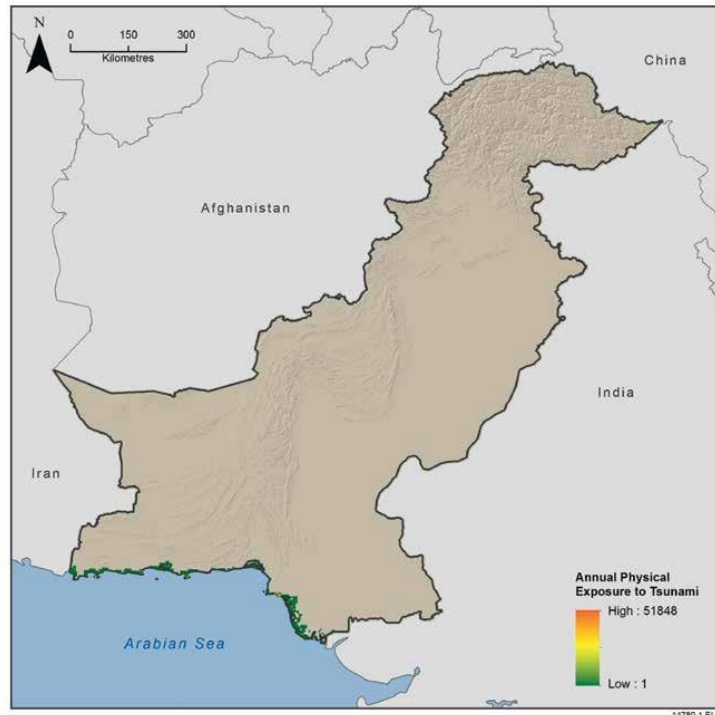 N
0 150 300
Kilometres
China
Afghanistan
India
Iran
Arabian Sea
Annual Physical
Exposure to Tsunami
High : 51848
Low : 1